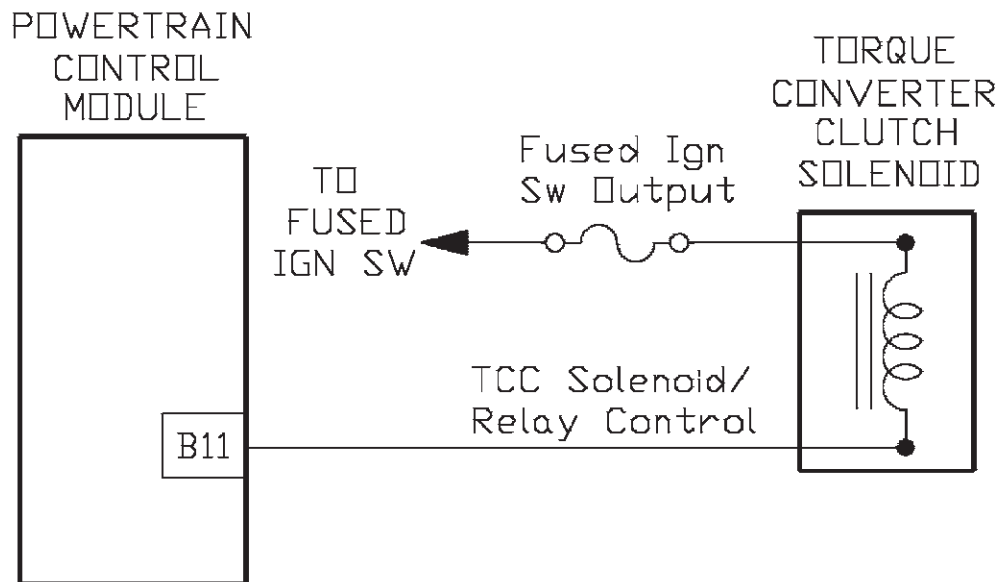 POWERTRAIN
CONTROL
MODULE
TORQUE
CONVERTER
CLUTCH
SOLENOID
Fused Ign
Sw Output
TO
FUSED
IGN SW
TCC Solenoid/
Relay Control
B11